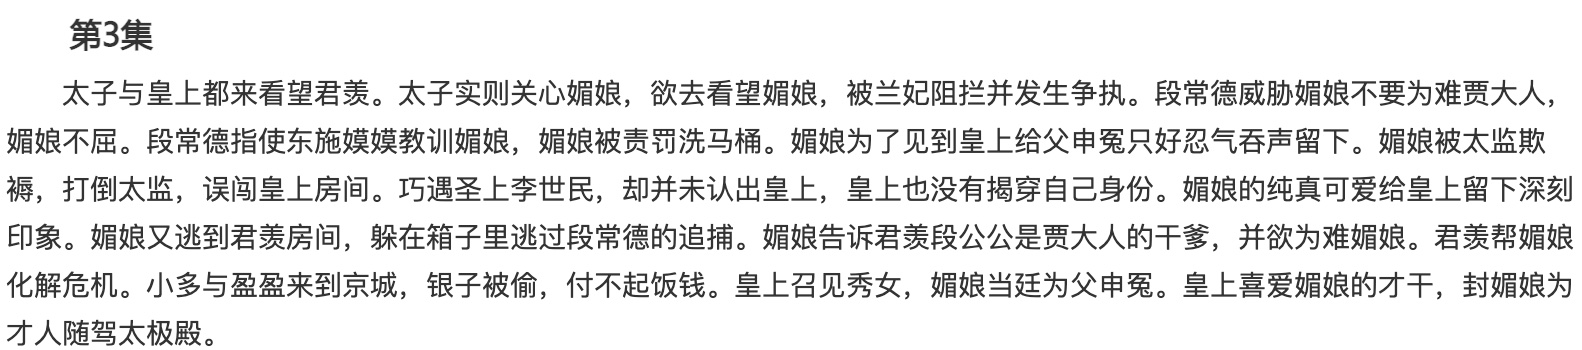 第3集
太子与皇上都来看望君羡。太子实则关心媚娘，欲去看望媚娘，被兰妃阻拦并发生争执。段常德威胁媚娘不要为难贾大人，
媚娘不屈。段常德指使东施嫫嫫教训媚娘，媚娘被责罚洗马桶。媚娘为了见到皇上给父申冤只好忍气吞声留下。媚娘被太监欺
褥，打倒太监，误闯皇上房间。巧遇圣上李世民，却并未认出皇上，皇上也没有揭穿自己身份。媚娘的纯真可爱给皇上留下深刻
印象。媚娘又逃到君羡房间，躲在箱子里逃过段常德的追捕。媚娘告诉君羡段公公是贾大人的干爹，并欲为难媚娘。君羡帮媚娘
化解危机。小多与盈盈来到京城，银子被偷，付不起饭钱。皇上召见秀女，媚娘当廷为父申冤。皇上喜爱媚娘的才干，封媚娘为
才人随驾太极殿。